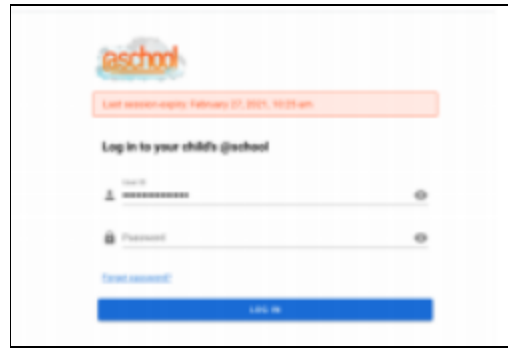 @school
Last session expiry: February 27, 2021, 10:25 am
Log in to your child's @school
User ID
Password
Forgot password?
LOG IN